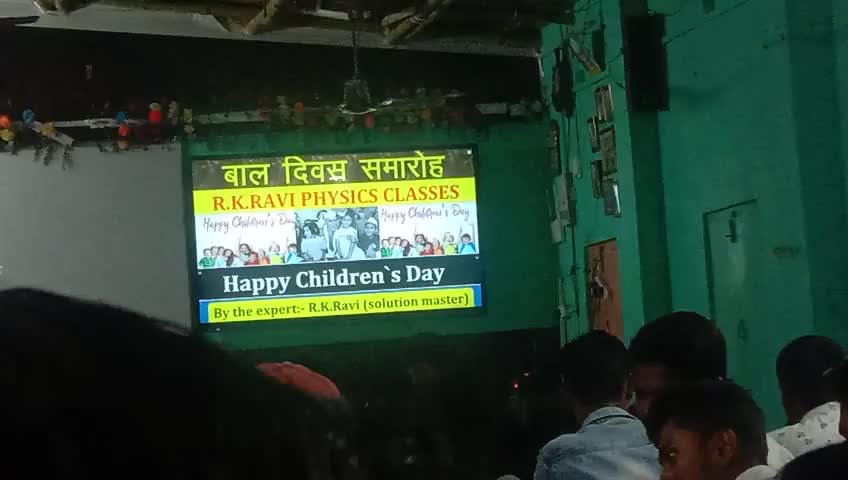 बाल दिवस समारोह
R.K.RAVI PHYSICS CLASSES
Happy Children's Day
Happy Children's Day
Happy Children`s Day
By the expert:- R.K.Ravi (solution master)